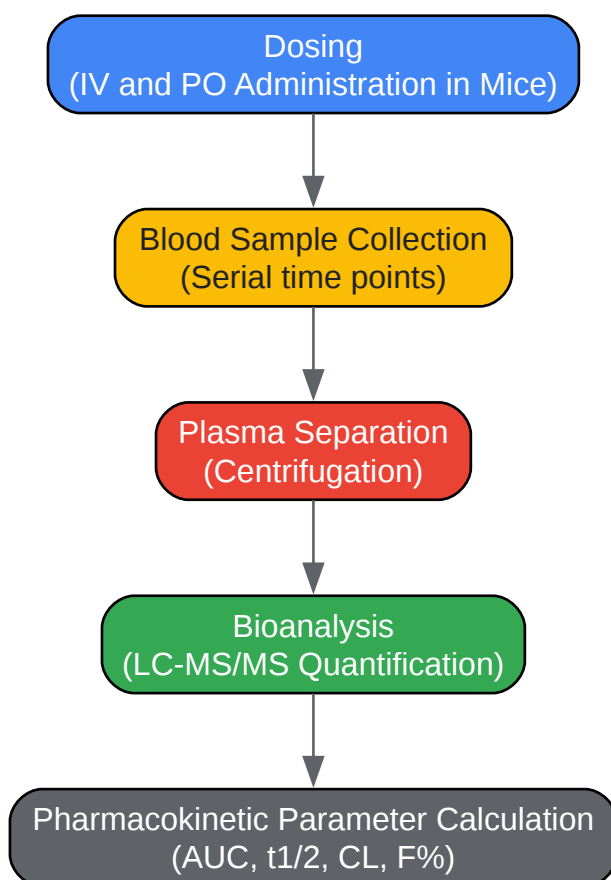 Dosing
(IV and PO Administration in Mice)
Blood Sample Collection
(Serial time points)
Plasma Separation
(Centrifugation)
Bioanalysis
(LC-MS/MS Quantification)
Pharmacokinetic Parameter Calculation
(AUC, t1/2, CL, F%)